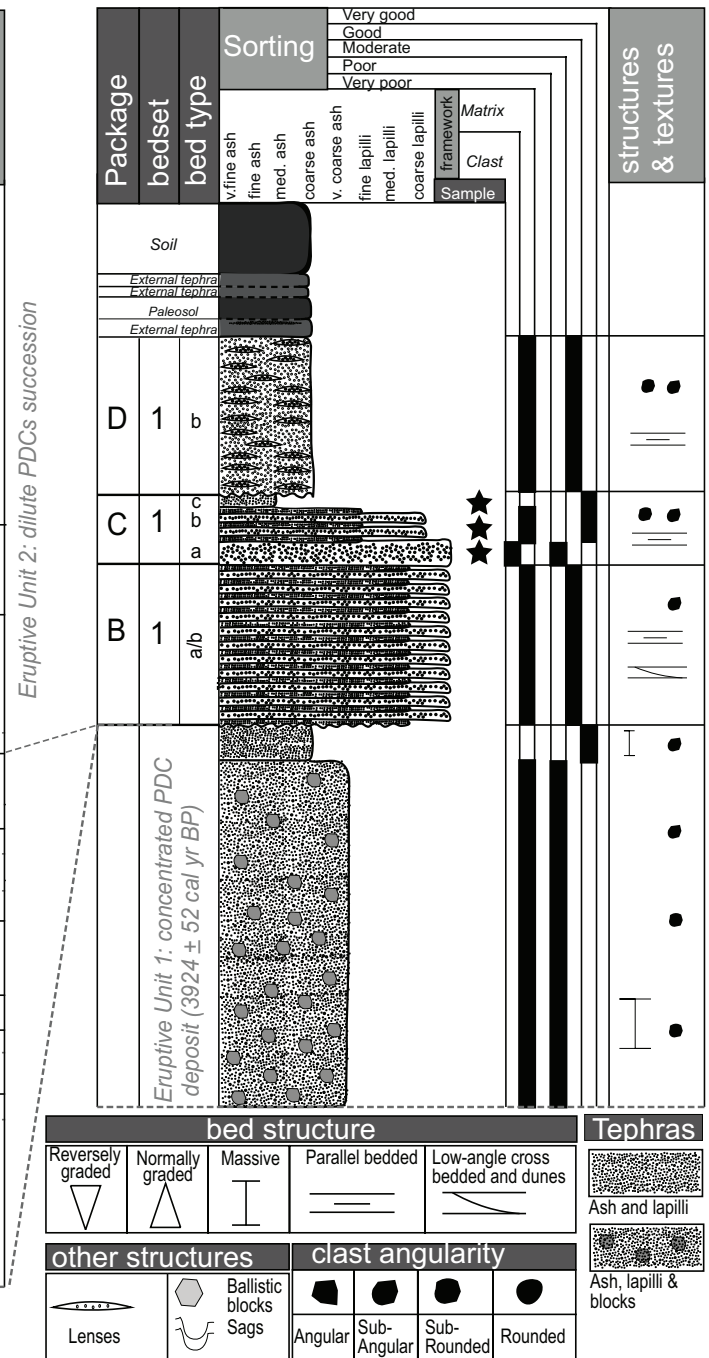 Package
bedset
bed type
Sorting
Very good
Good
Moderate
Poor
Very poor
v.fine ash
fine ash
med. ash
coarse ash
v. coarse ash
fine lapilli
med. lapilli
coarse lapilli
framework
Matrix
Clast
Sample
structures
& textures
Soil
External tephra
External tephra
Paleosol
External tephra
D 1 b
C 1
c
b
a
B 1 a/b
Eruptive Unit 2: dilute PDCs succession
Eruptive Unit 1: concentrated PDC
deposit (3924 ± 52 cal yr BP)
bed structure
Reversely
graded
Normally
graded
Massive
Parallel bedded
Low-angle cross
bedded and dunes
Tephras
Ash and lapilli
Ash, lapilli &
blocks
other structures
Lenses
Ballistic
blocks
Sags
clast angularity
Angular
Sub-
Angular
Sub-
Rounded
Rounded